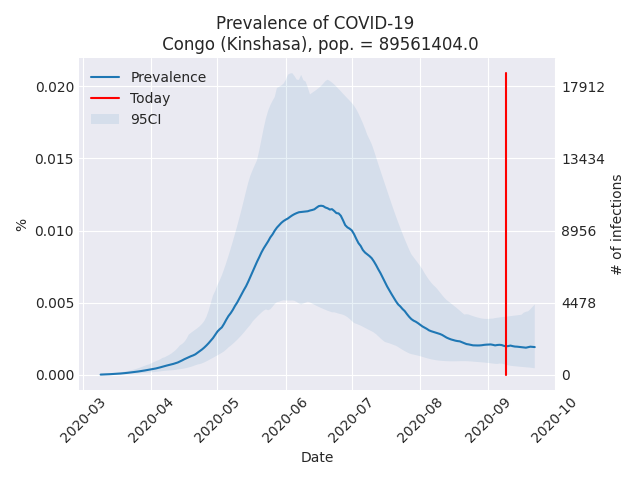 Prevalence of COVID-19
Congo (Kinshasa), pop. = 89561404.0
Prevalence
Today
95CI
0.020
0.015
0.010
0.005
0.000
%
17912
13434
8956
4478
0
# of infections
2020-03
2020-04
2020-05
2020-06
2020-07
2020-08
2020-09
2020-10
Date